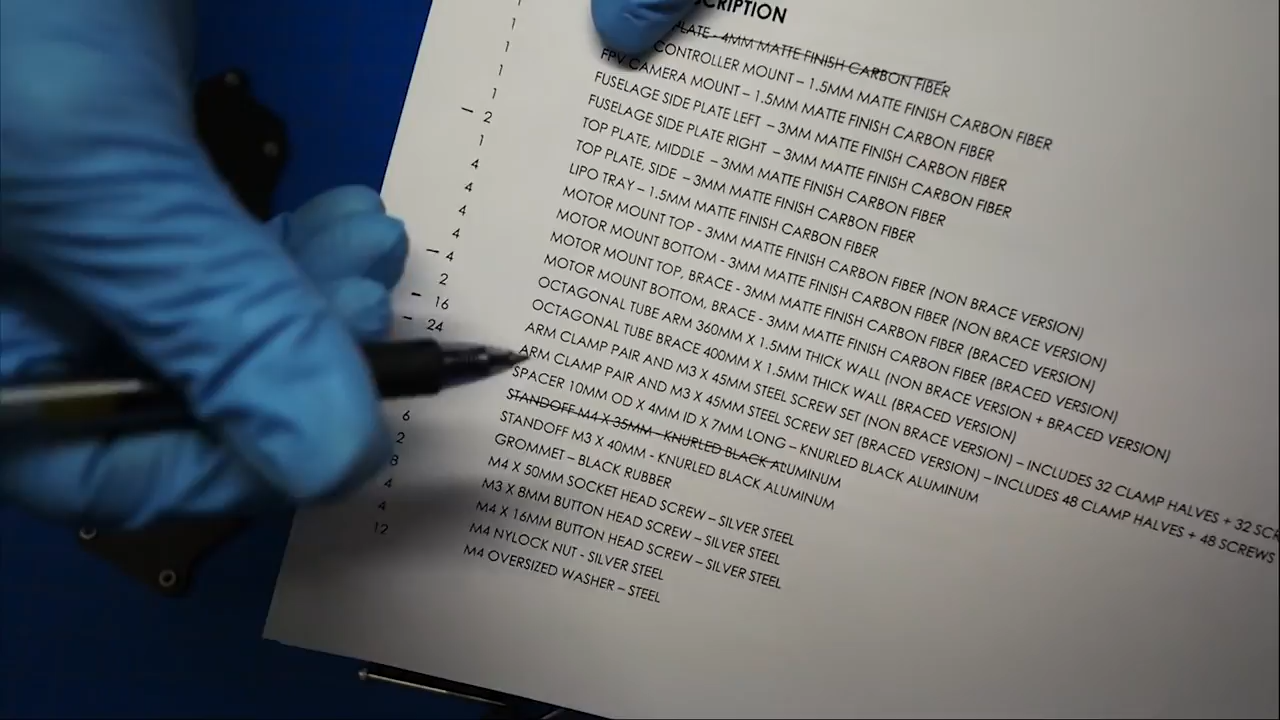 PLATE - 4MM MATTE FINISH CARBON FIBER
1 CONTROLLER MOUNT – 1.5MM MATTE FINISH CARBON FIBER
1 FPV CAMERA MOUNT – 1.5MM MATTE FINISH CARBON FIBER
1 FUSELAGE SIDE PLATE LEFT – 3MM MATTE FINISH CARBON FIBER
1 FUSELAGE SIDE PLATE RIGHT – 3MM MATTE FINISH CARBON FIBER
1 TOP PLATE, MIDDLE – 3MM MATTE FINISH CARBON FIBER
2 TOP PLATE, SIDE – 3MM MATTE FINISH CARBON FIBER
1 LIPO TRAY – 1.5MM MATTE FINISH CARBON FIBER
4 MOTOR MOUNT TOP - 3MM MATTE FINISH CARBON FIBER (NON BRACE VERSION)
4 MOTOR MOUNT BOTTOM - 3MM MATTE FINISH CARBON FIBER (NON BRACE VERSION)
4 MOTOR MOUNT TOP, BRACE - 3MM MATTE FINISH CARBON FIBER (BRACED VERSION)
4 MOTOR MOUNT BOTTOM, BRACE - 3MM MATTE FINISH CARBON FIBER (BRACED VERSION)
4 OCTAGONAL TUBE ARM 360MM X 1.5MM THICK WALL (NON BRACE VERSION + BRACED VERSION)
2 OCTAGONAL TUBE BRACE 400MM X 1.5MM THICK WALL (BRACED VERSION)
16 ARM CLAMP PAIR AND M3 X 45MM STEEL SCREW SET (NON BRACE VERSION) – INCLUDES 32 CLAMP HALVES + 32
24 ARM CLAMP PAIR AND M3 X 45MM STEEL SCREW SET (BRACED VERSION) – INCLUDES 48 CLAMP HALVES + 48 SCREWS
SPACER 10MM OD X 4MM ID X 7MM LONG – KNURLED BLACK ALUMINUM
STANDOFF M4 X 35MM - KNURLED BLACK ALUMINUM
STANDOFF M3 X 40MM - KNURLED BLACK ALUMINUM
6 GROMMET – BLACK RUBBER
2 M4 X 50MM SOCKET HEAD SCREW – SILVER STEEL
8 M3 X 8MM BUTTON HEAD SCREW – SILVER STEEL
4 M4 X 16MM BUTTON HEAD SCREW – SILVER STEEL
4 M4 NYLOCK NUT - SILVER STEEL
12 M4 OVERSIZED WASHER – STEEL